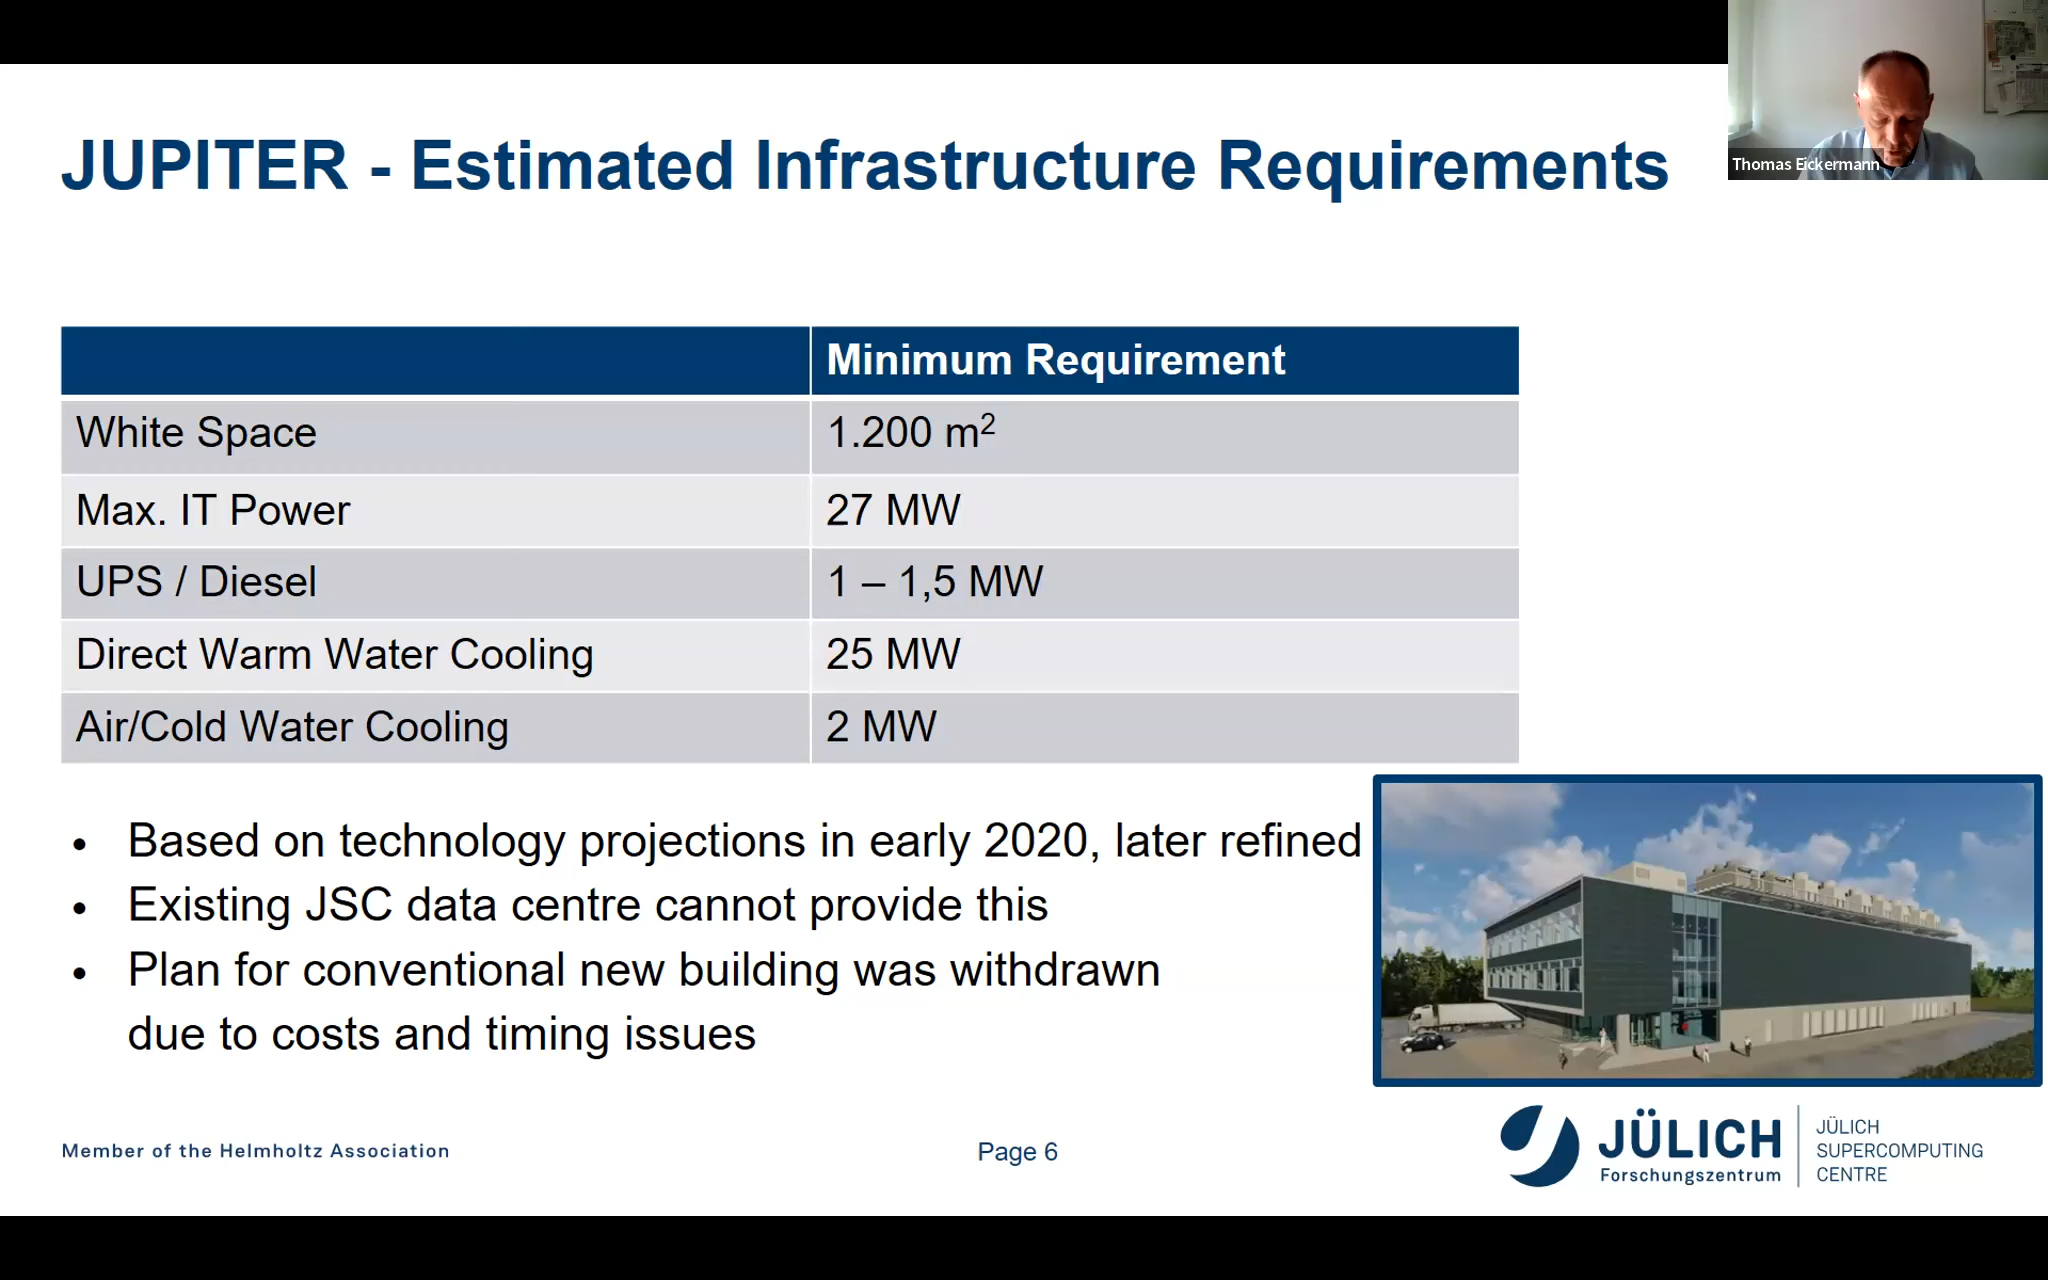 Thomas Eickermann
JUPITER - Estimated Infrastructure Requirements
Minimum Requirement
White Space 1.200 m²
Max. IT Power 27 MW
UPS / Diesel 1 – 1,5 MW
Direct Warm Water Cooling 25 MW
Air/Cold Water Cooling 2 MW
• Based on technology projections in early 2020, later refined
• Existing JSC data centre cannot provide this
• Plan for conventional new building was withdrawn
due to costs and timing issues
Member of the Helmholtz Association
Page 6
JÜLICH
Forschungszentrum
JÜLICH
SUPERCOMPUTING
CENTRE